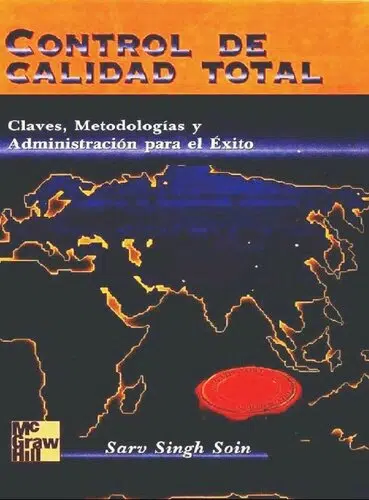 CONTROL DE
CALIDAD TOTAL
Claves, Metodologías y
Administración para el Éxito
Mc
Graw
Hill
Sarv Singh Soin